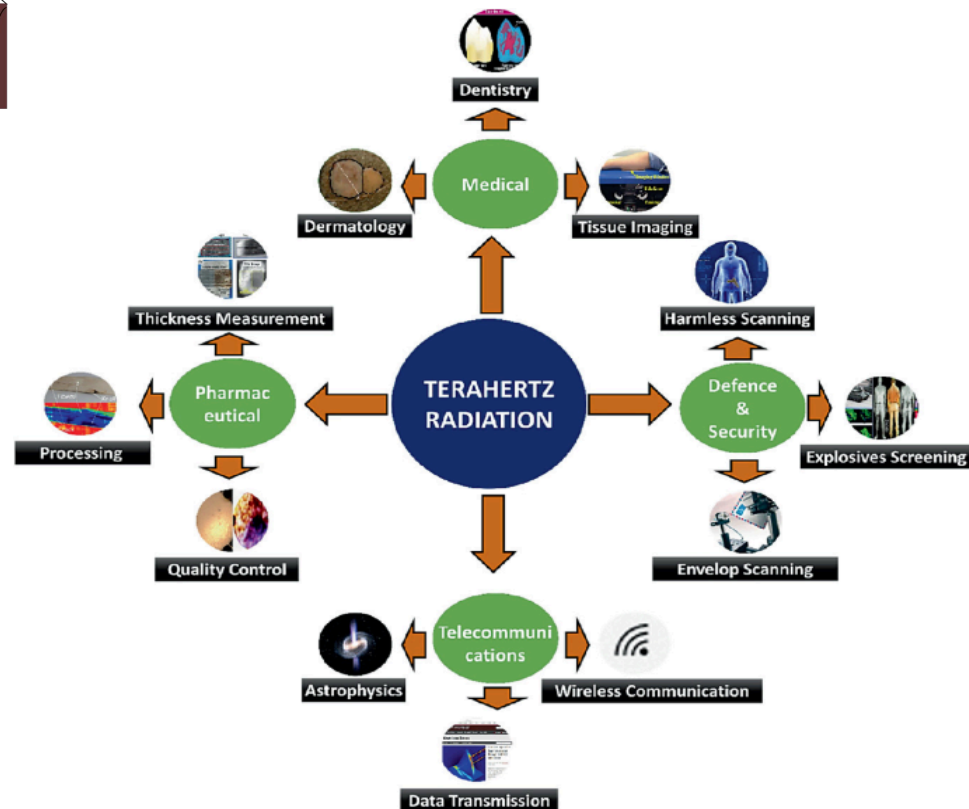 Dentistry
Medical
Dermatology
Tissue Imaging
Thickness Measurement
Harmless Scanning
TERAHERTZ
RADIATION
Pharmac
eutical
Defence
&
Security
Processing
Explosives Screening
Quality Control
Envelop Scanning
Telecommuni
cations
Astrophysics
Wireless Communication
Data Transmission